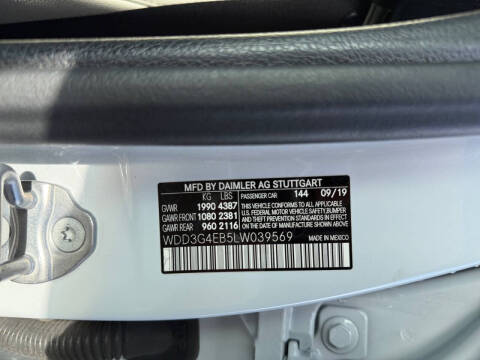 MFD BY DAIMLER AG STUTTGART
KG LBS PASSENGER CAR 144 09/19
GVWR 1990 4387 THIS VEHICLE CONFORMS TO ALL APPLICABLE
GAWR FRONT 1080 2381 U.S. FEDERAL MOTOR VEHICLE SAFETY, BUMPER
GAWR REAR 960 2116 AND THEFT PREVENTION STANDARDS IN EFFECT
ON THE DATE OF MANUFACTURE SHOWN ABOVE.
WDD3G4EB5LW039569 MADE IN MEXICO